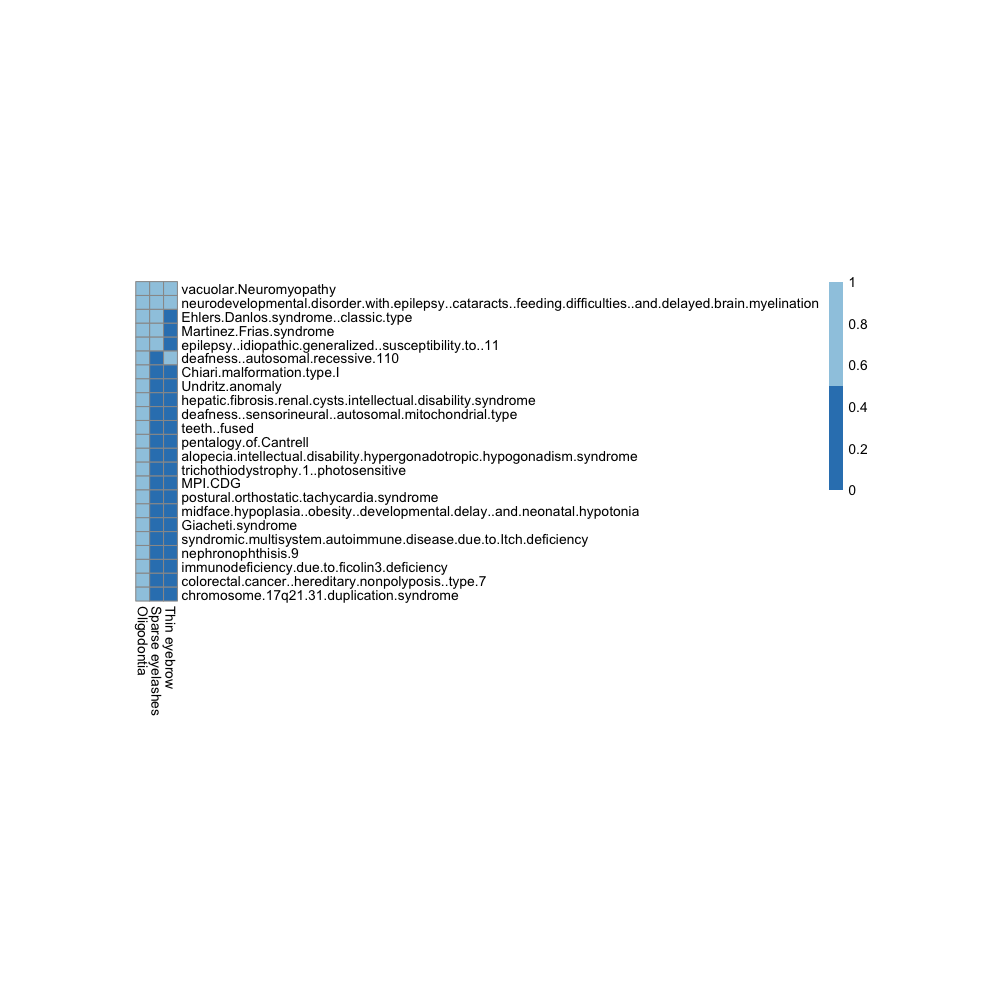 vacuolar.Neuromyopathy
neurodevelopmental.disorder.with.epilepsy..cataracts..feeding.difficulties..and.delayed.brain.myelination
Ehlers.Danlos.syndrome..classic.type
Martinez.Frias.syndrome
epilepsy..idiopathic.generalized..susceptibility.to..11
deafness..autosomal.recessive.110
Chiari.malformation.type.I
Undritz.anomaly
hepatic.fibrosis.renal.cysts.intellectual.disability.syndrome
deafness..sensorineural..autosomal.mitochondrial.type
teeth..fused
pentalogy.of.Cantrell
alopecia.intellectual.disability.hypergonadotropic.hypogonadism.syndrome
trichothiodystrophy.1..photosensitive
MPI.CDG
postural.orthostatic.tachycardia.syndrome
midface.hypoplasia..obesity..developmental.delay..and.neonatal.hypotonia
Giacheti.syndrome
syndromic.multisystem.autoimmune.disease.due.to.Itch.deficiency
nephronophthisis.9
immunodeficiency.due.to.ficolin3.deficiency
colorectal.cancer..hereditary.nonpolyposis..type.7
chromosome.17q21.31.duplication.syndrome
Oligodontia
Sparse eyelashes
Thin eyebrow
1
0.8
0.6
0.4
0.2
0